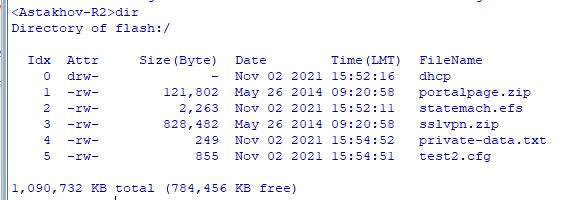 <Astakhov-R2>dir
Directory of flash:/
Idx  Attr     Size(Byte)  Date        Time(LMT)  FileName
0  drw-              -  Nov 02 2021 15:52:16   dhcp
1  -rw-        121,802  May 26 2014 09:20:58   portalpage.zip
2  -rw-          2,263  Nov 02 2021 15:52:11   statemach.efs
3  -rw-        828,482  May 26 2014 09:20:58   sslvpn.zip
4  -rw-            249  Nov 02 2021 15:54:52   private-data.txt
5  -rw-            855  Nov 02 2021 15:54:51   test2.cfg
1,090,732 KB total (784,456 KB free)